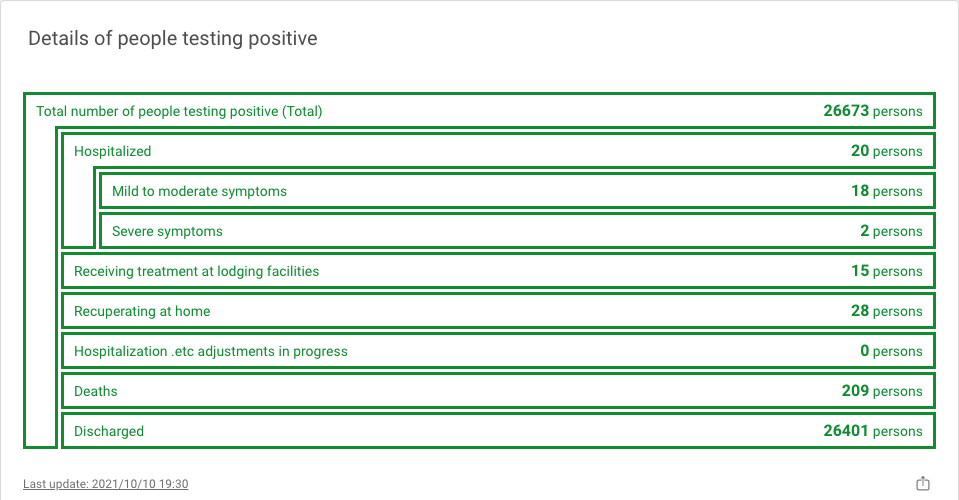 Details of people testing positive
Total number of people testing positive (Total) 26673 persons
Hospitalized 20 persons
Mild to moderate symptoms 18 persons
Severe symptoms 2 persons
Receiving treatment at lodging facilities 15 persons
Recuperating at home 28 persons
Hospitalization .etc adjustments in progress 0 persons
Deaths 209 persons
Discharged 26401 persons
Last update: 2021/10/10 19:30